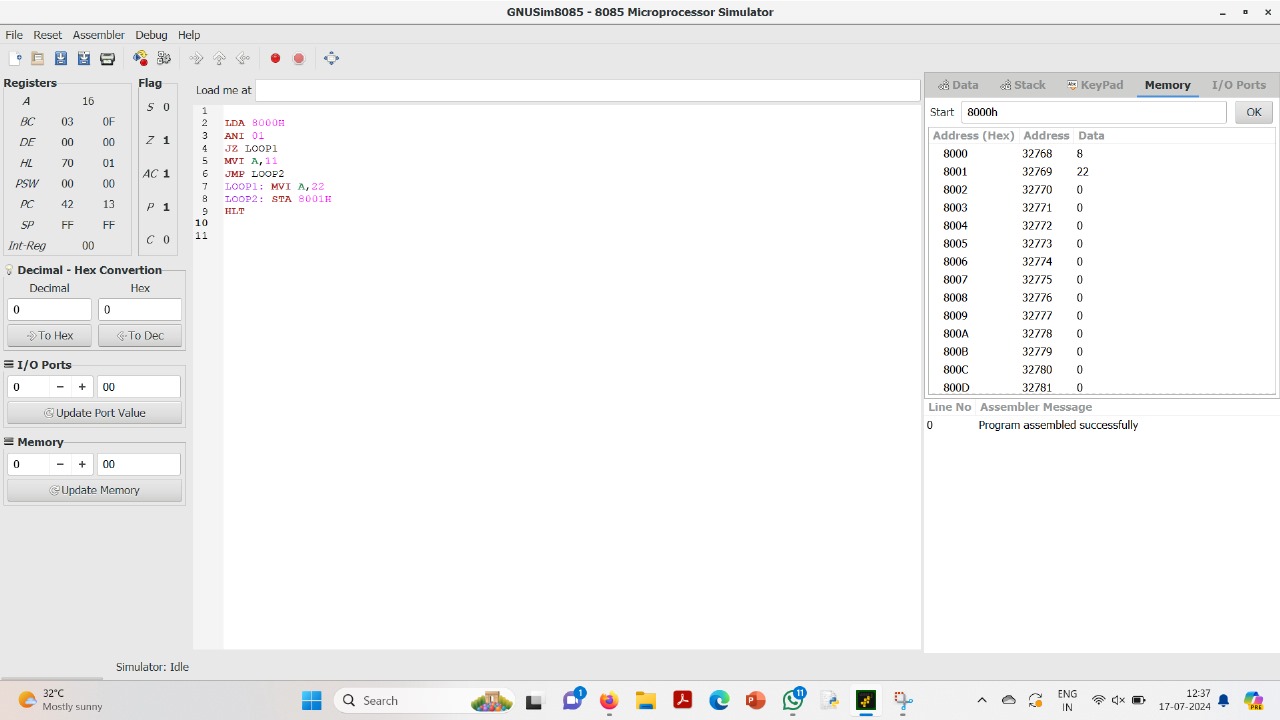 GNUSim8085 - 8085 Microprocessor Simulator
File Reset Assembler Debug Help
Registers
A 16
BC 03 0F
DE 00 00
HL 70 01
PSW 00 00
PC 42 13
SP FF FF
Int-Reg 00
Flag
S 0
Z 1
AC 1
P 1
C 0
Decimal - Hex Convertion
Decimal Hex
0 0
To Hex To Dec
I/O Ports
0 − + 00
Update Port Value
Memory
0 − + 00
Update Memory
Load me at
1
2 LDA 8000H
3 ANI 01
4 JZ LOOP1
5 MVI A,11
6 JMP LOOP2
7 LOOP1: MVI A,22
8 LOOP2: STA 8001H
9 HLT
10
11
Data Stack KeyPad Memory I/O Ports
Start 8000h OK
Address (Hex) Address Data
8000 32768 8
8001 32769 22
8002 32770 0
8003 32771 0
8004 32772 0
8005 32773 0
8006 32774 0
8007 32775 0
8008 32776 0
8009 32777 0
800A 32778 0
800B 32779 0
800C 32780 0
800D 32781 0
Line No Assembler Message
0 Program assembled successfully
Simulator: Idle
32°C
Mostly sunny
Search
1
11
ENG
IN
12:37
17-07-2024
PRE